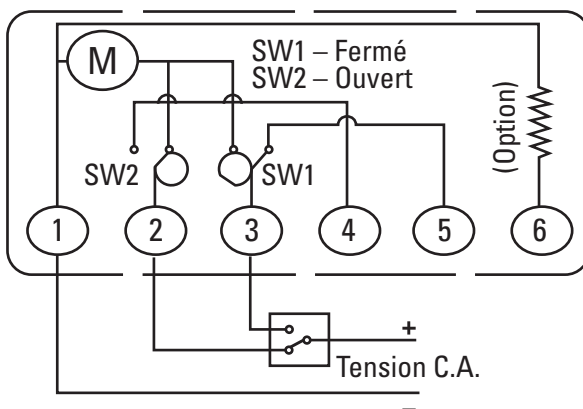 M
SW1 – Fermé
SW2 – Ouvert
(Option)
SW2
SW1
1 2 3 4 5 6
+
Tension C.A.
–